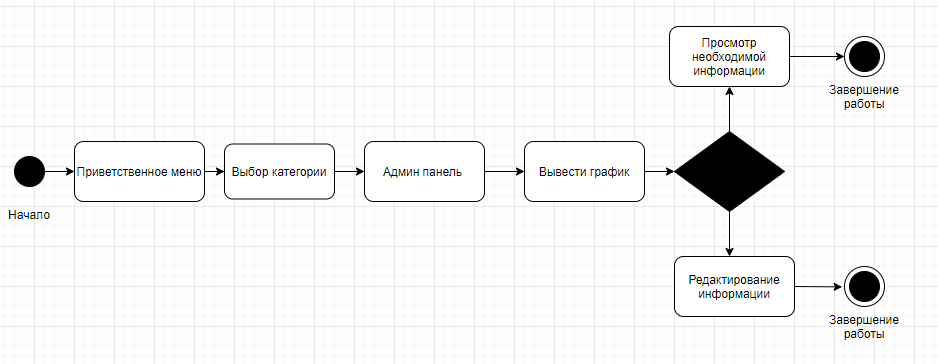 Начало
Приветственное меню
Выбор категории
Админ панель
Вывести график
Просмотр
необходимой
информации
Завершение
работы
Редактирование
информации
Завершение
работы